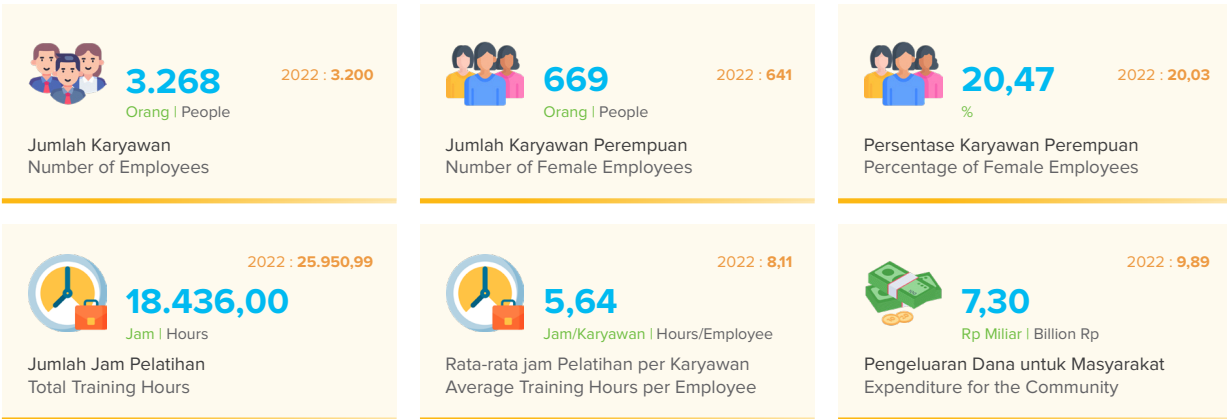 3.268
2022 : 3.200
Orang | People
Jumlah Karyawan
Number of Employees
669
2022 : 641
Orang | People
Jumlah Karyawan Perempuan
Number of Female Employees
20,47
2022 : 20,03
%
Persentase Karyawan Perempuan
Percentage of Female Employees
2022 : 25.950,99
18.436,00
Jam | Hours
Jumlah Jam Pelatihan
Total Training Hours
2022 : 8,11
5,64
Jam/Karyawan | Hours/Employee
Rata-rata jam Pelatihan per Karyawan
Average Training Hours per Employee
2022 : 9,89
7,30
Rp Miliar | Billion Rp
Pengeluaran Dana untuk Masyarakat
Expenditure for the Community